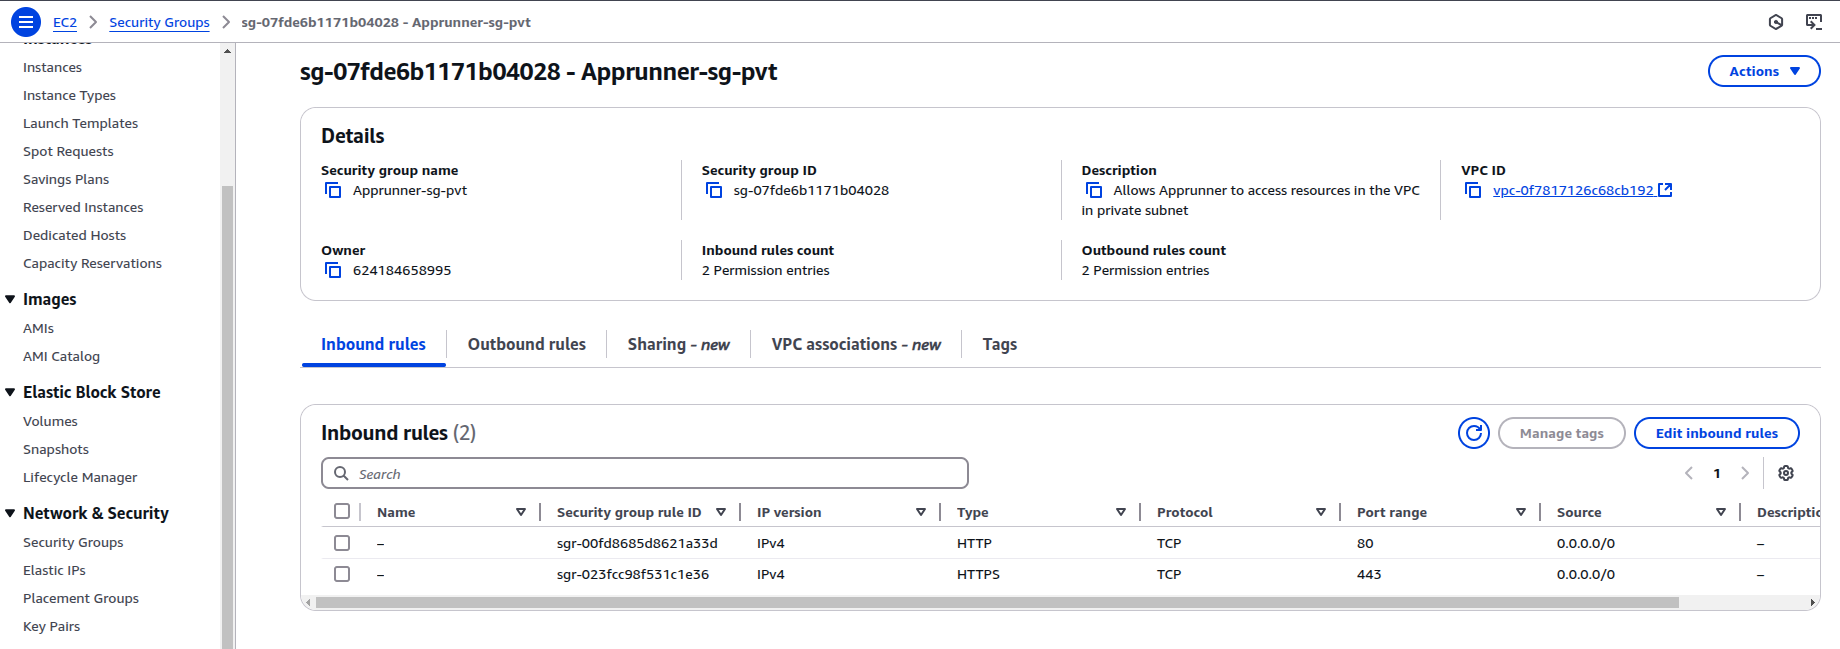 EC2 > Security Groups > sg-07fde6b1171b04028 - Apprunner-sg-pvt
Instances
Instances
Instance Types
Launch Templates
Spot Requests
Savings Plans
Reserved Instances
Dedicated Hosts
Capacity Reservations
Images
AMIs
AMI Catalog
Elastic Block Store
Volumes
Snapshots
Lifecycle Manager
Network & Security
Security Groups
Elastic IPs
Placement Groups
Key Pairs
sg-07fde6b1171b04028 - Apprunner-sg-pvt
Actions
Details
Security group name
Apprunner-sg-pvt
Security group ID
sg-07fde6b1171b04028
Description
Allows Apprunner to access resources in the VPC
in private subnet
VPC ID
vpc-0f7817126c68cb192
Owner
624184658995
Inbound rules count
2 Permission entries
Outbound rules count
2 Permission entries
Inbound rules Outbound rules Sharing - new VPC associations - new Tags
Inbound rules (2)
Manage tags Edit inbound rules
Search
1
Name Security group rule ID IP version Type Protocol Port range Source Descriptic
– sgr-00fd8685d8621a33d IPv4 HTTP TCP 80 0.0.0.0/0 –
– sgr-023fcc98f531c1e36 IPv4 HTTPS TCP 443 0.0.0.0/0 –